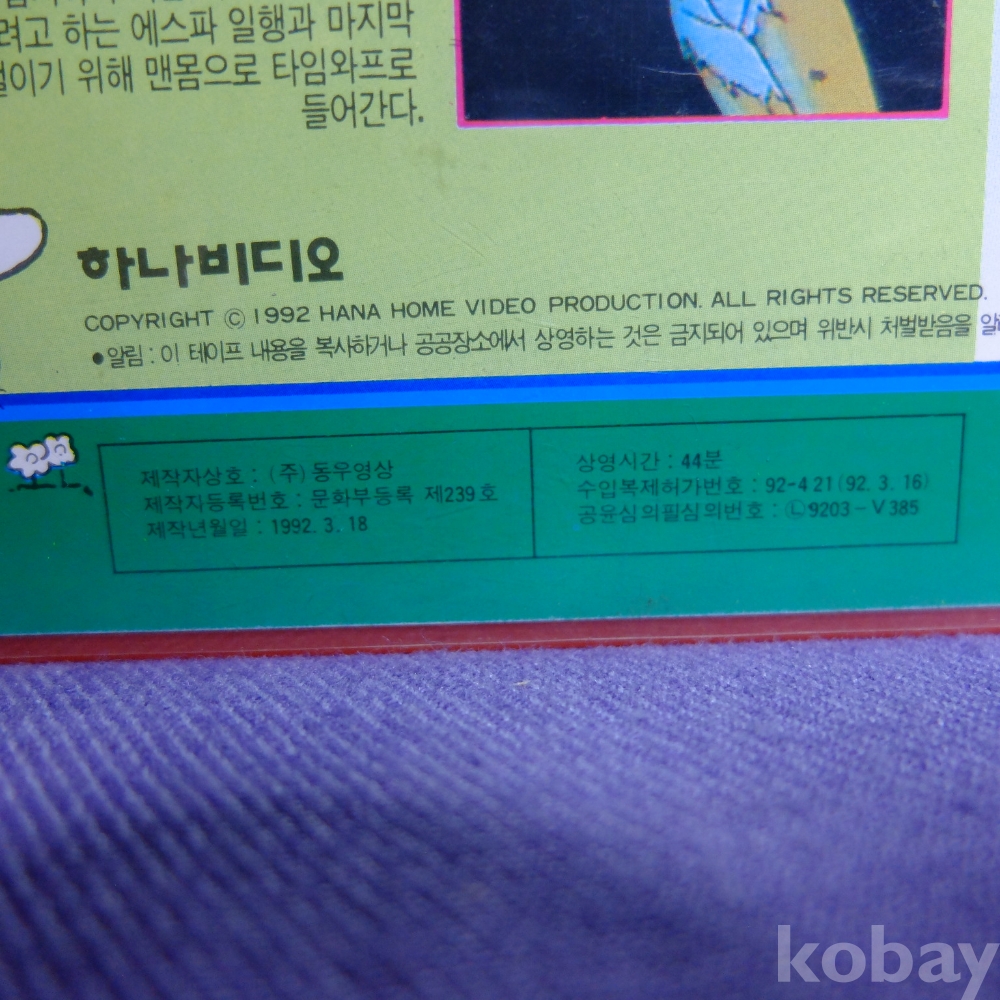 려고 하는 에스파 일행과 마지막
벌이기 위해 맨몸으로 타임와프로
들어간다.
하나비디오
COPYRIGHT Ⓒ 1992 HANA HOME VIDEO PRODUCTION. ALL RIGHTS RESERVED.
●알림 : 이 테이프 내용을 복사하거나 공공장소에서 상영하는 것은 금지되어 있으며 위반시 처벌받음을
제작자상호 : (주) 동우영상
제작자등록번호 : 문화부등록 제239호
제작년월일 : 1992. 3. 18
상영시간 : 44분
수입복제허가번호 : 92-421 (92. 3. 16)
공윤심의필심의번호 : Ⓛ9203-V385
kobay